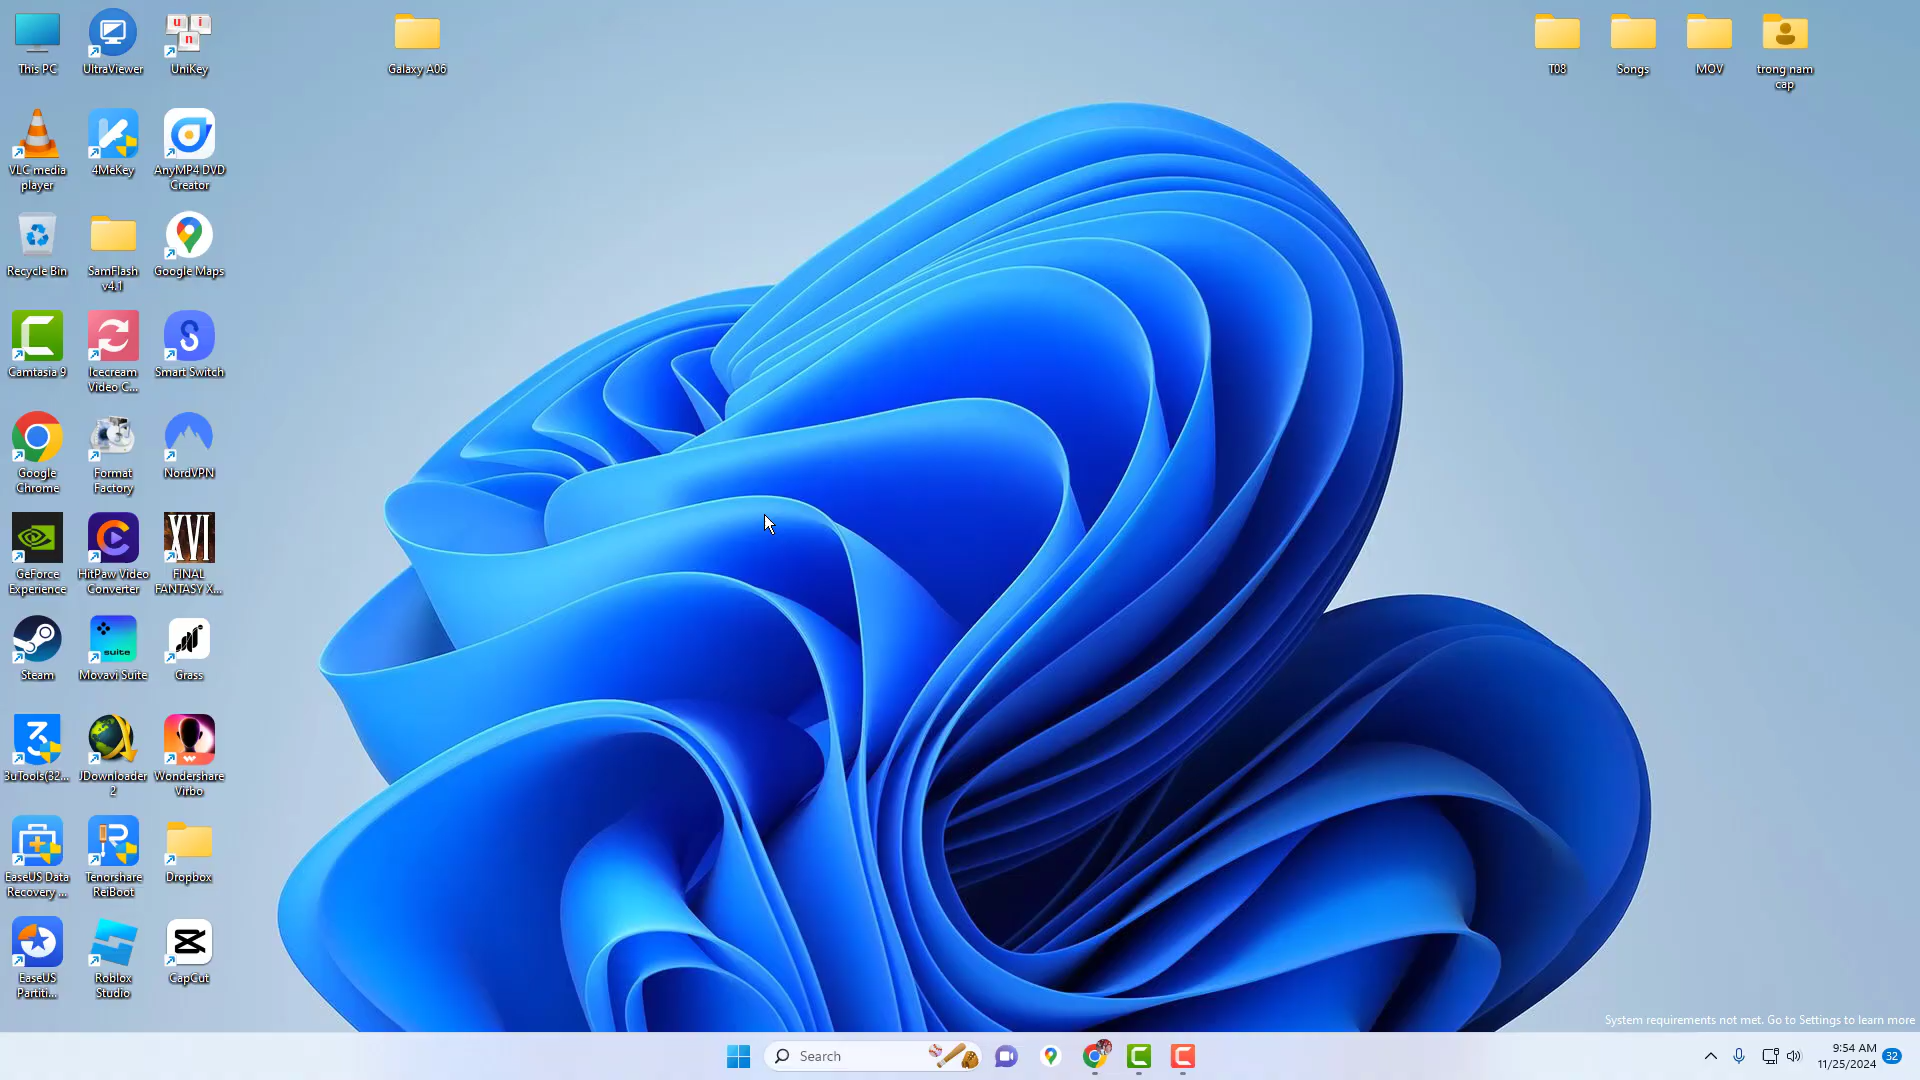 This PC
UltraViewer
UniKey
Galaxy A06
T08
Songs
MOV
trong nam
cap
VLC media
player
4MeKey
AnyMP4 DVD
Creator
Recycle Bin
SamFlash
v4.1
Google Maps
Camtasia 9
Icecream
Video C...
Smart Switch
Google
Chrome
Format
Factory
NordVPN
GeForce
Experience
HitPaw Video
Converter
XVI
FINAL
FANTASY X...
Steam
suite
Movavi Suite
Grass
3uTools(32...
JDownloader
2
Wondershare
Virbo
EaseUS Data
Recovery ...
Tenorshare
ReiBoot
Dropbox
EaseUS
Partiti...
Roblox
Studio
CapCut
System requirements not met. Go to Settings to learn more
Search
9:54 AM
11/25/2024
32